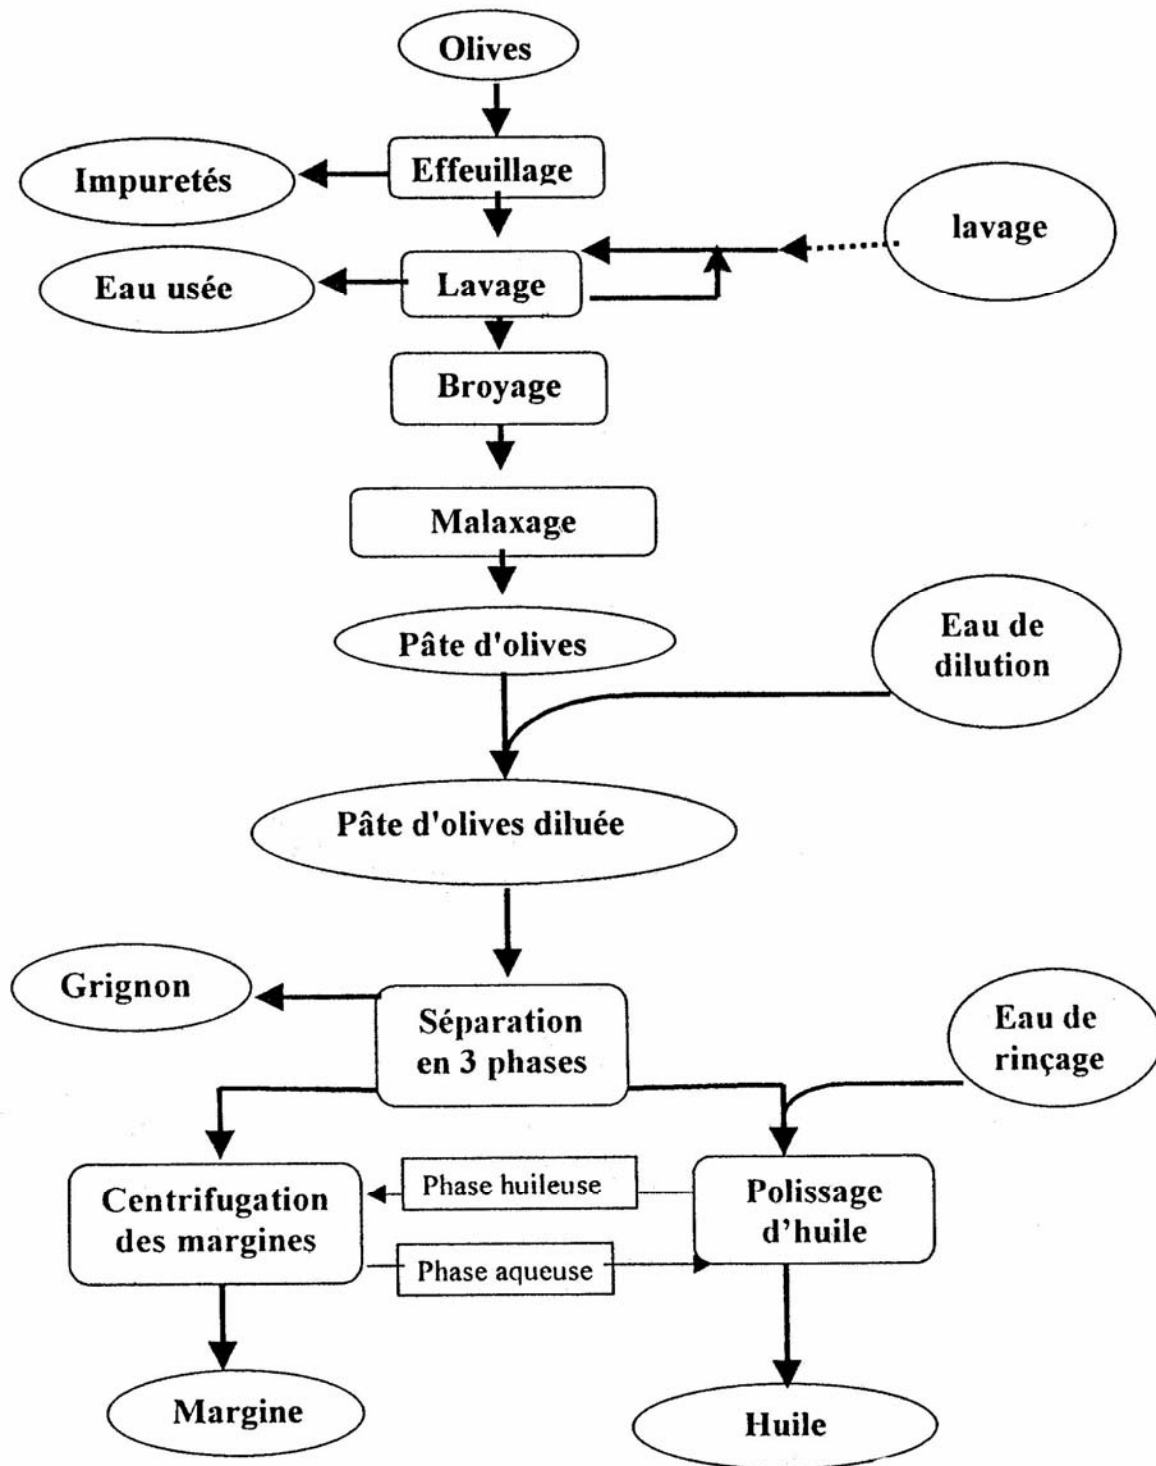 Olives
Effeuillage
Impuretés
lavage
Eau usée
Lavage
Broyage
Malaxage
Pâte d'olives
Eau de
dilution
Pâte d'olives diluée
Grignon
Séparation
en 3 phases
Eau de
rinçage
Centrifugation
des margines
Phase huileuse
Phase aqueuse
Polissage
d'huile
Margine
Huile